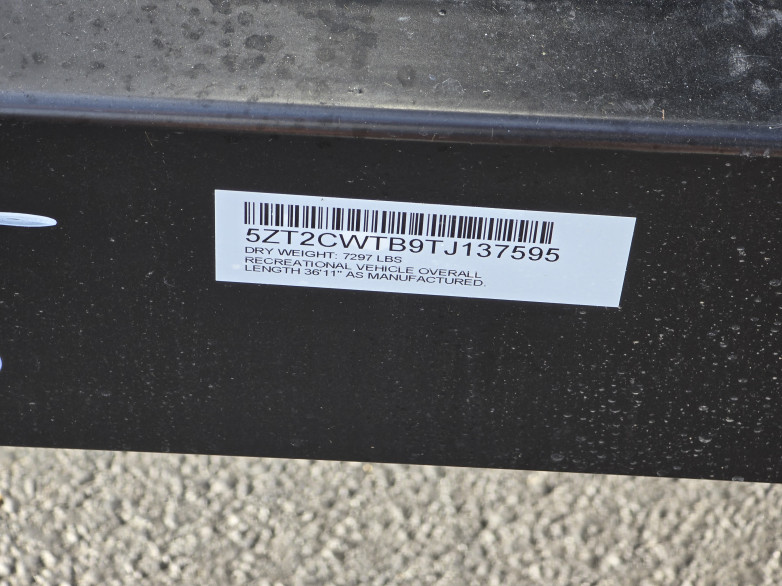 5ZT2CWTB9TJ137595
DRY WEIGHT: 7297 LBS
RECREATIONAL VEHICLE OVERALL
LENGTH 36'11" AS MANUFACTURED.